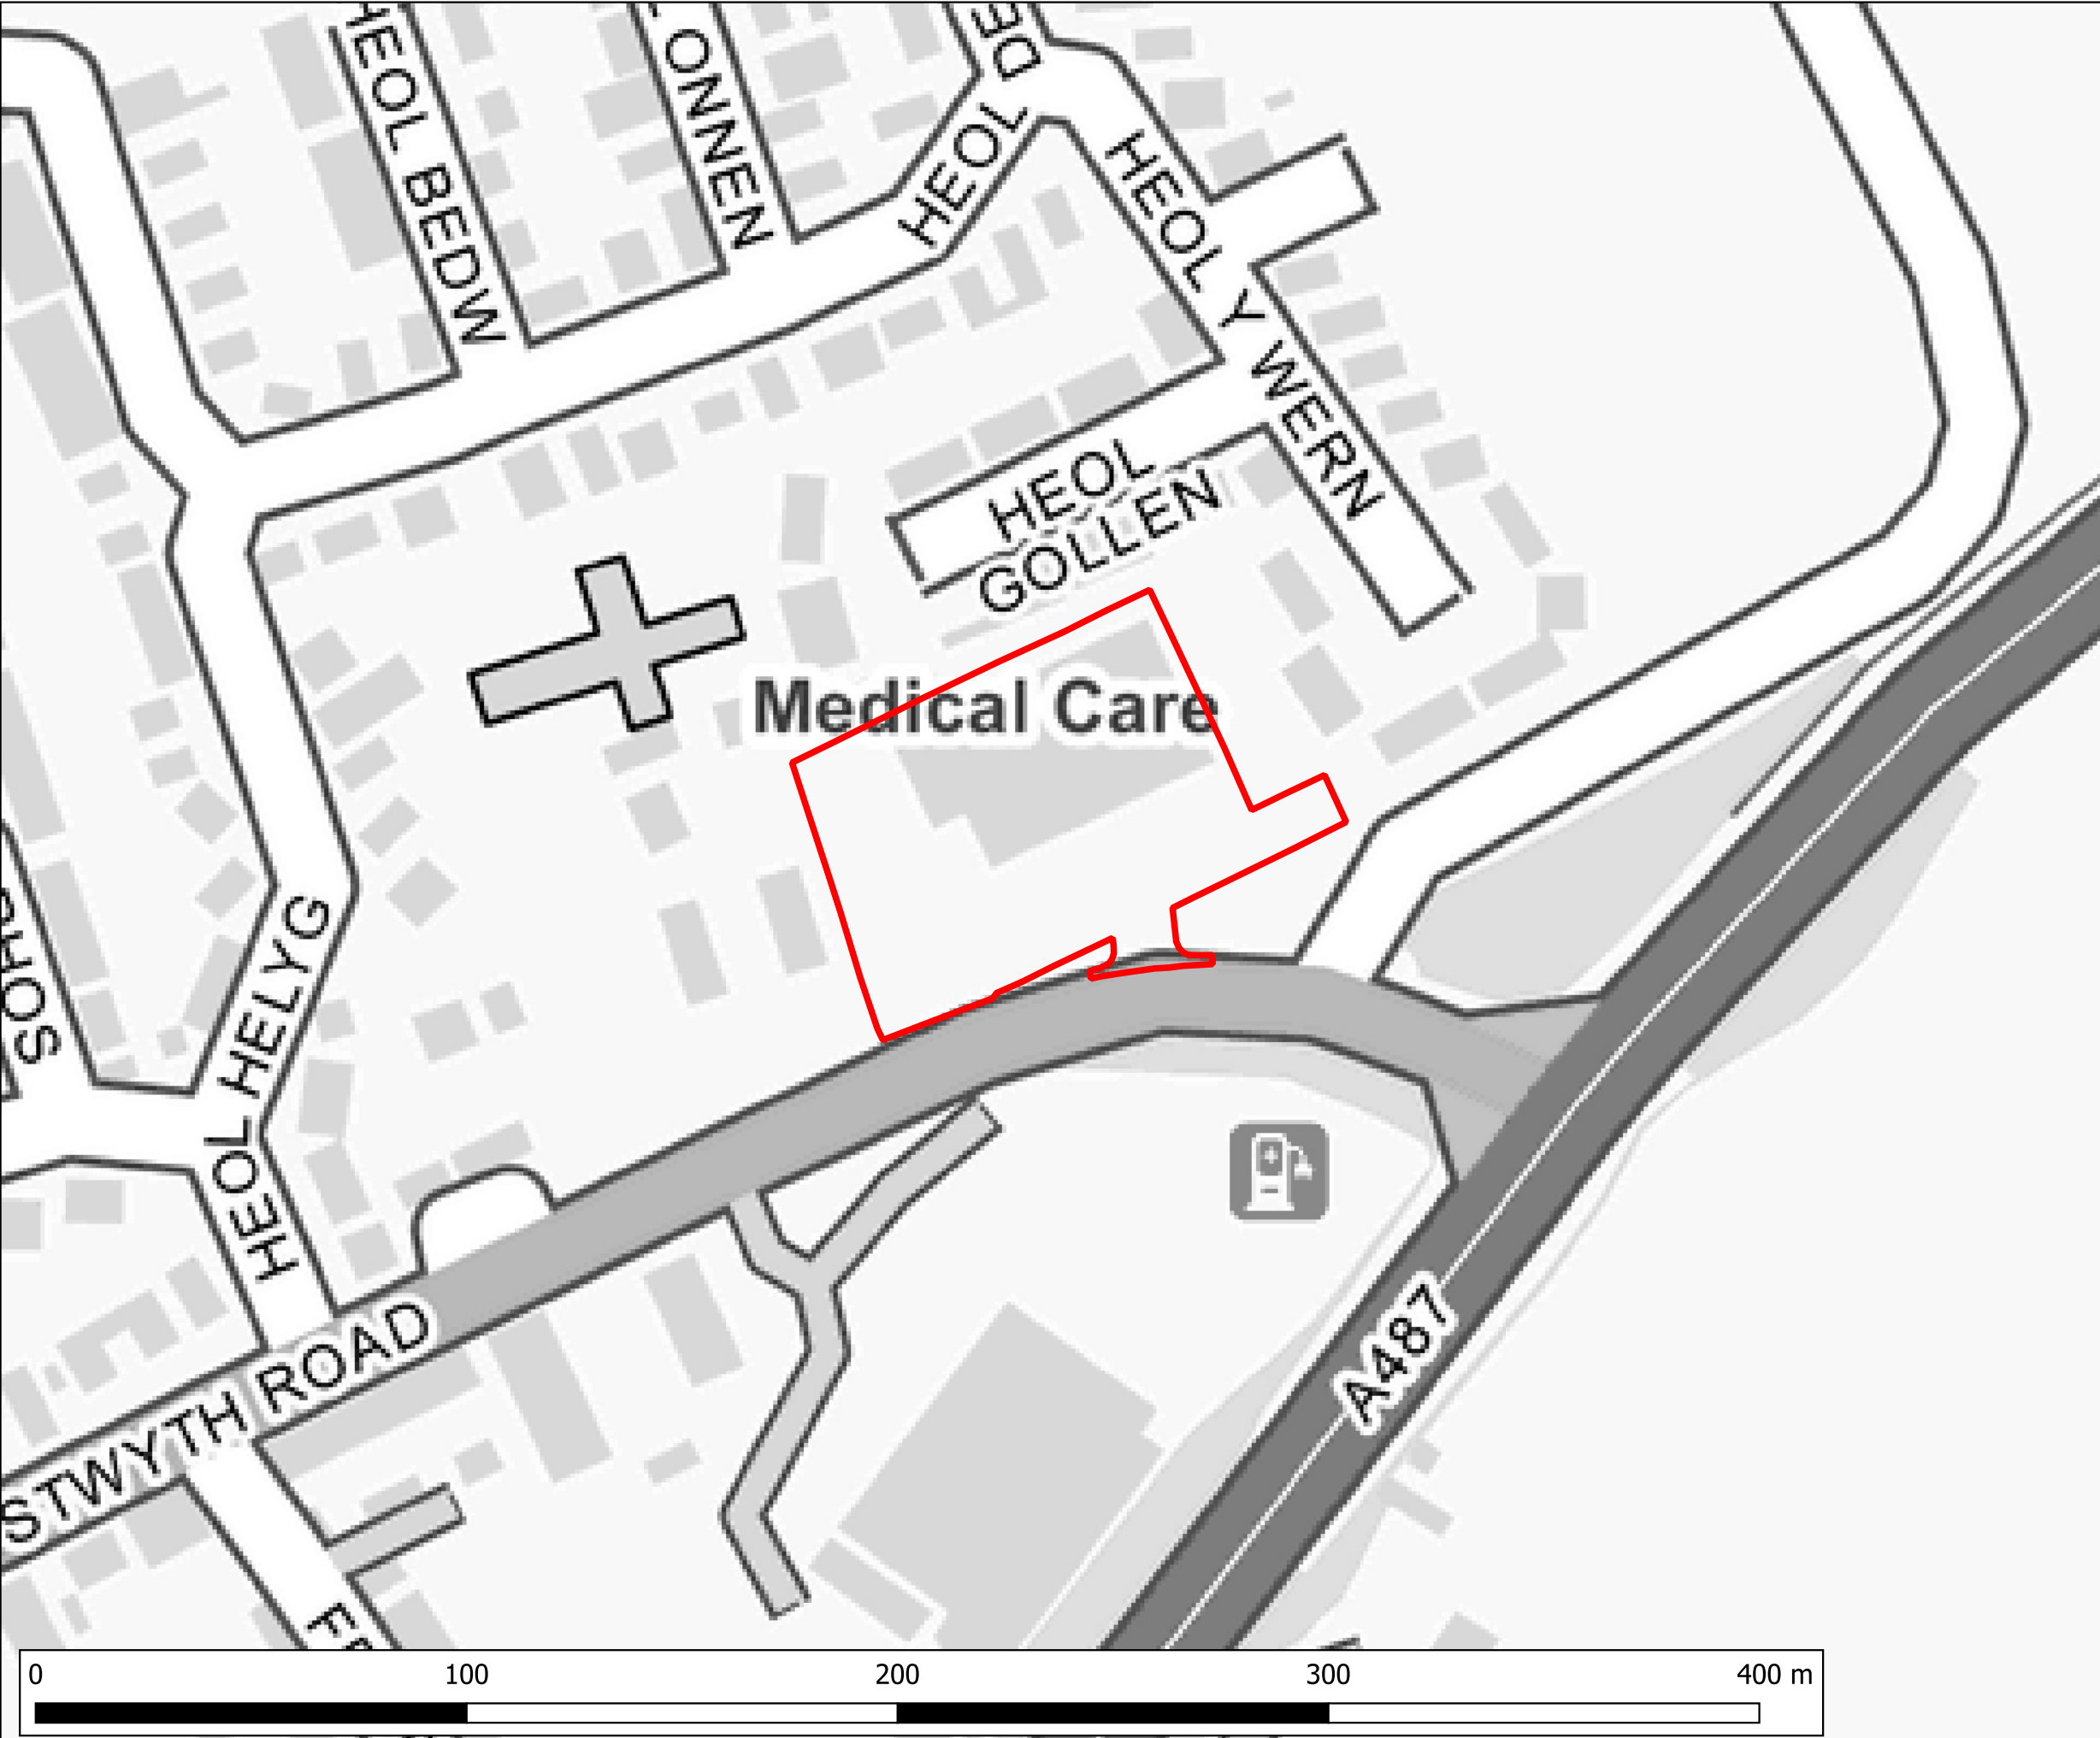 HEOL BEDW
ONNEN
HEOL
DE
HEOL Y WERN
HEOL
GOLLEN
Medical Care
HEOL HELYG
SOHO
STWYTH ROAD
A487
0 100 200 300 400 m